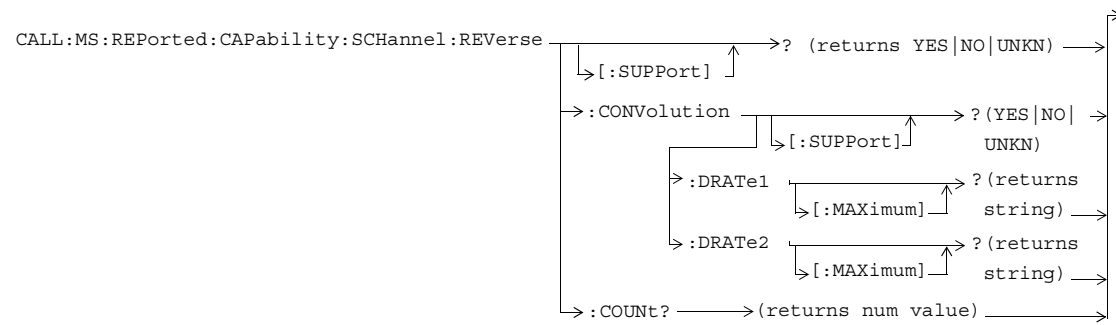 CALL:MS:REPorted:CAPability:SCHannel:REVerse
? (returns YES|NO|UNKN)
[:SUPPort]
:CONVolution
?(YES|NO|
UNKN)
[:SUPPort]
:DRATe1
?(returns
string)
[:MAXimum]
:DRATe2
?(returns
string)
[:MAXimum]
:COUNt?
(returns num value)